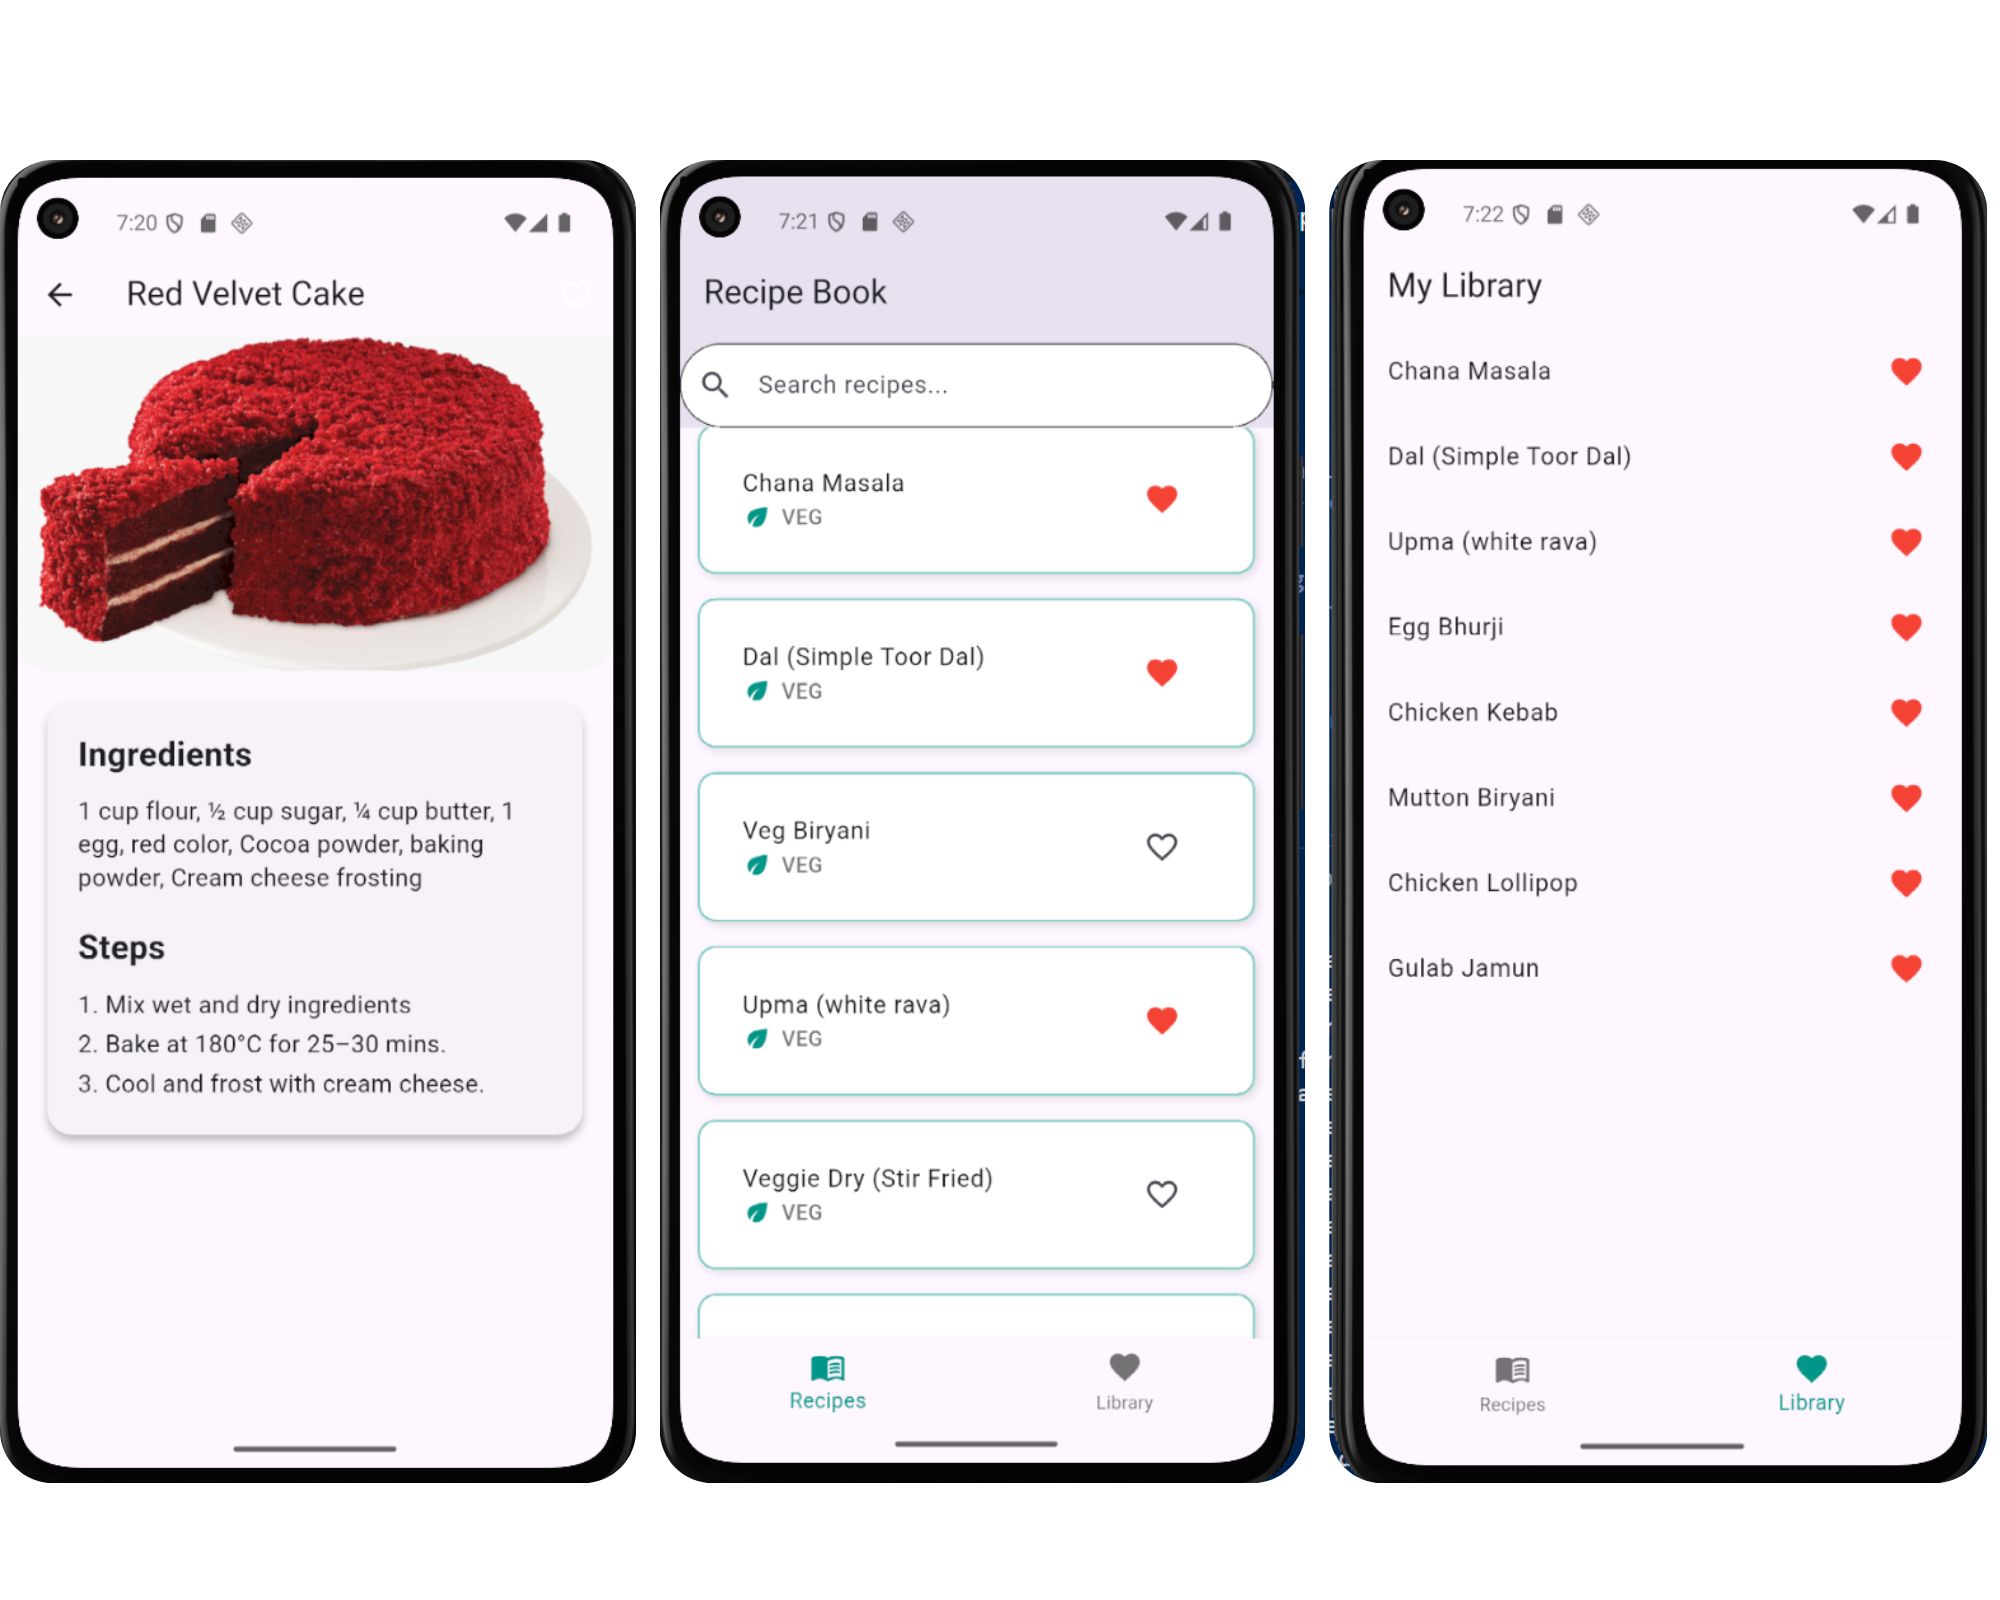 7:20
Red Velvet Cake
Ingredients
1 cup flour, ½ cup sugar, ¼ cup butter, 1
egg, red color, Cocoa powder, baking
powder, Cream cheese frosting
Steps
1. Mix wet and dry ingredients
2. Bake at 180°C for 25–30 mins.
3. Cool and frost with cream cheese.
7:21
Recipe Book
Search recipes...
Chana Masala
VEG
Dal (Simple Toor Dal)
VEG
Veg Biryani
VEG
Upma (white rava)
VEG
Veggie Dry (Stir Fried)
VEG
Recipes
Library
7:22
My Library
Chana Masala
Dal (Simple Toor Dal)
Upma (white rava)
Egg Bhurji
Chicken Kebab
Mutton Biryani
Chicken Lollipop
Gulab Jamun
Recipes
Library